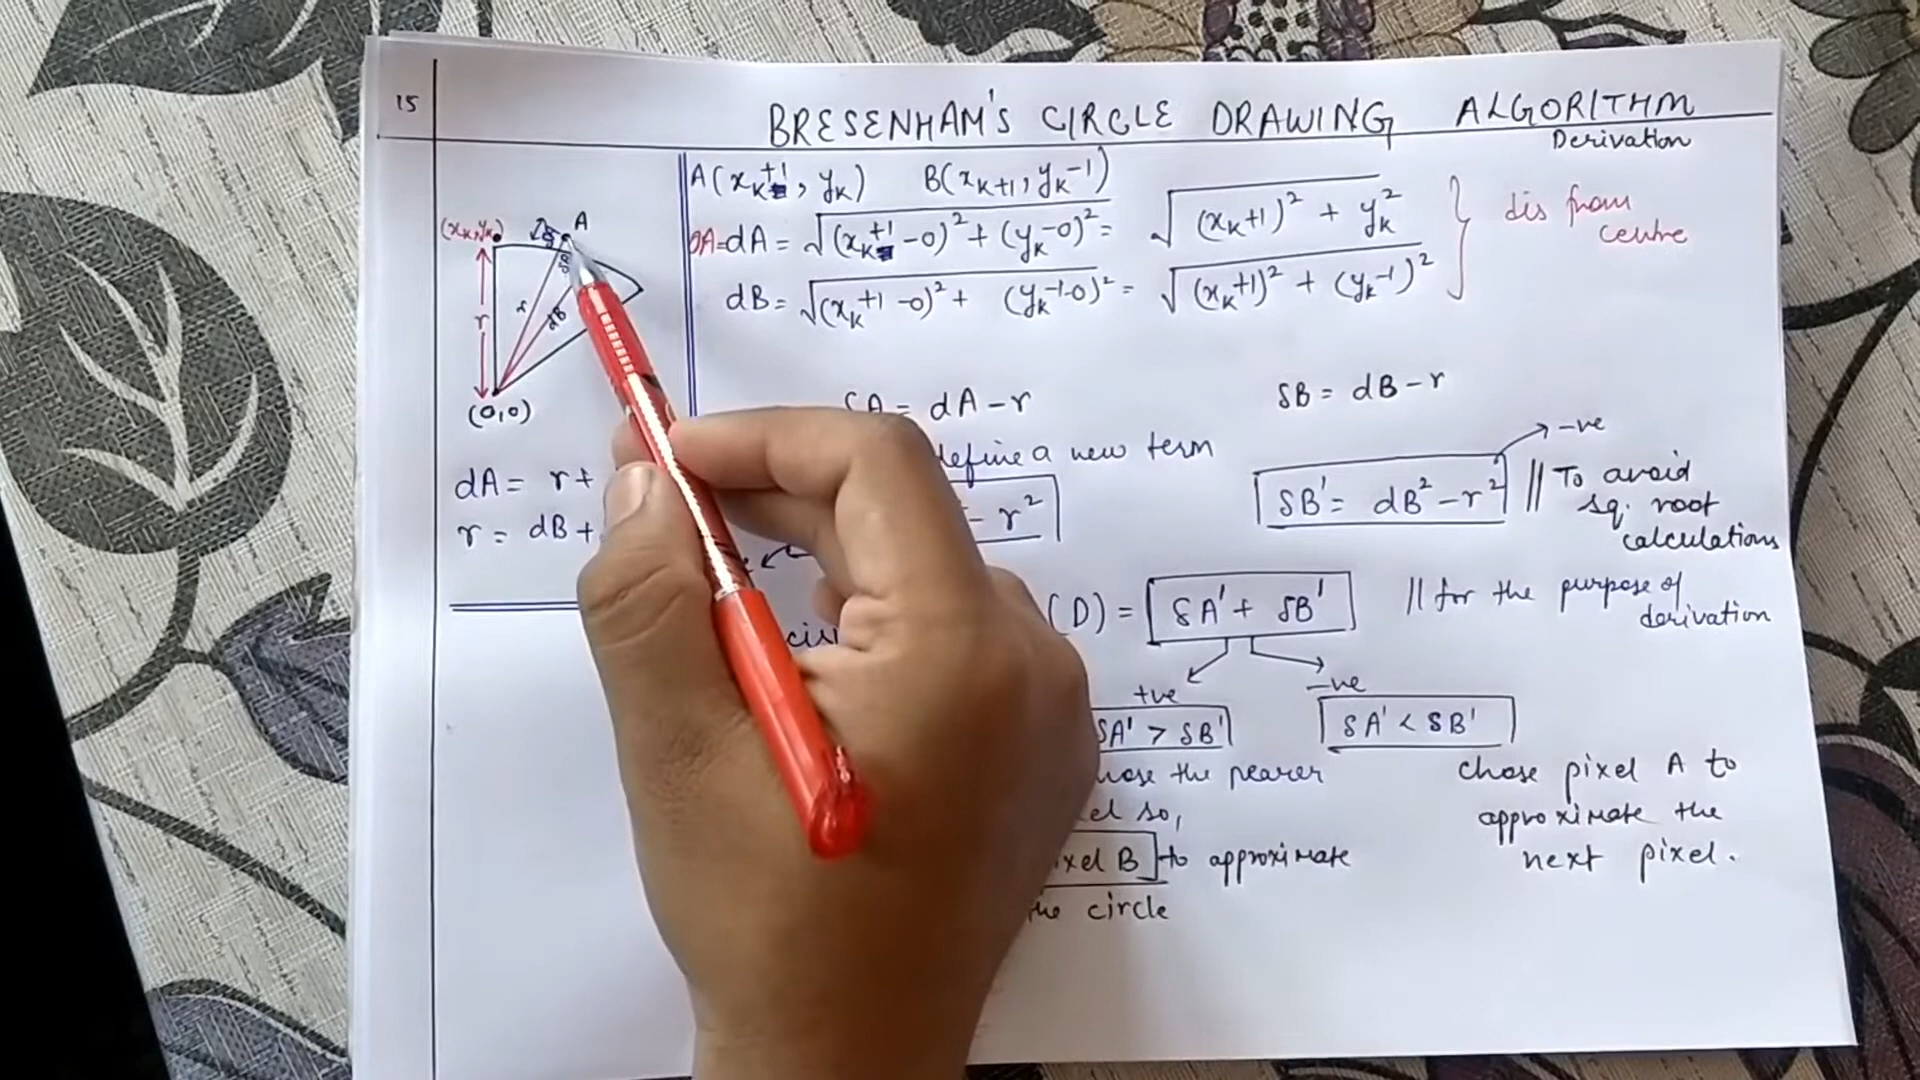 15
BRESENHAM'S CIRCLE DRAWING ALGORITHM
Derivation
A(xₖ+1, yₖ) B(xₖ+1, yₖ-1)
dA = √(xₖ+1 -0)² + (yₖ-0)² = √(xₖ+1)² + yₖ²
dB = √(xₖ+1 -0)² + (yₖ-1-0)² = √(xₖ+1)² + (yₖ-1)²
dis from
centre
(xₖ, yₖ)
A
r
r
dB
(0,0)
dA = r+
r = dB+
δA = dA - r
δB = dB - r
define a new term
- r²
δB' = dB² - r²
-ve
// To avoid
sq. root
calculations
(D) = δA' + δB'
// for the purpose of
derivation
+ve
-ve
δA' > δB'
δA' < δB'
the nearer
so,
B to approximate
the circle
chose pixel A to
approximate the
next pixel.